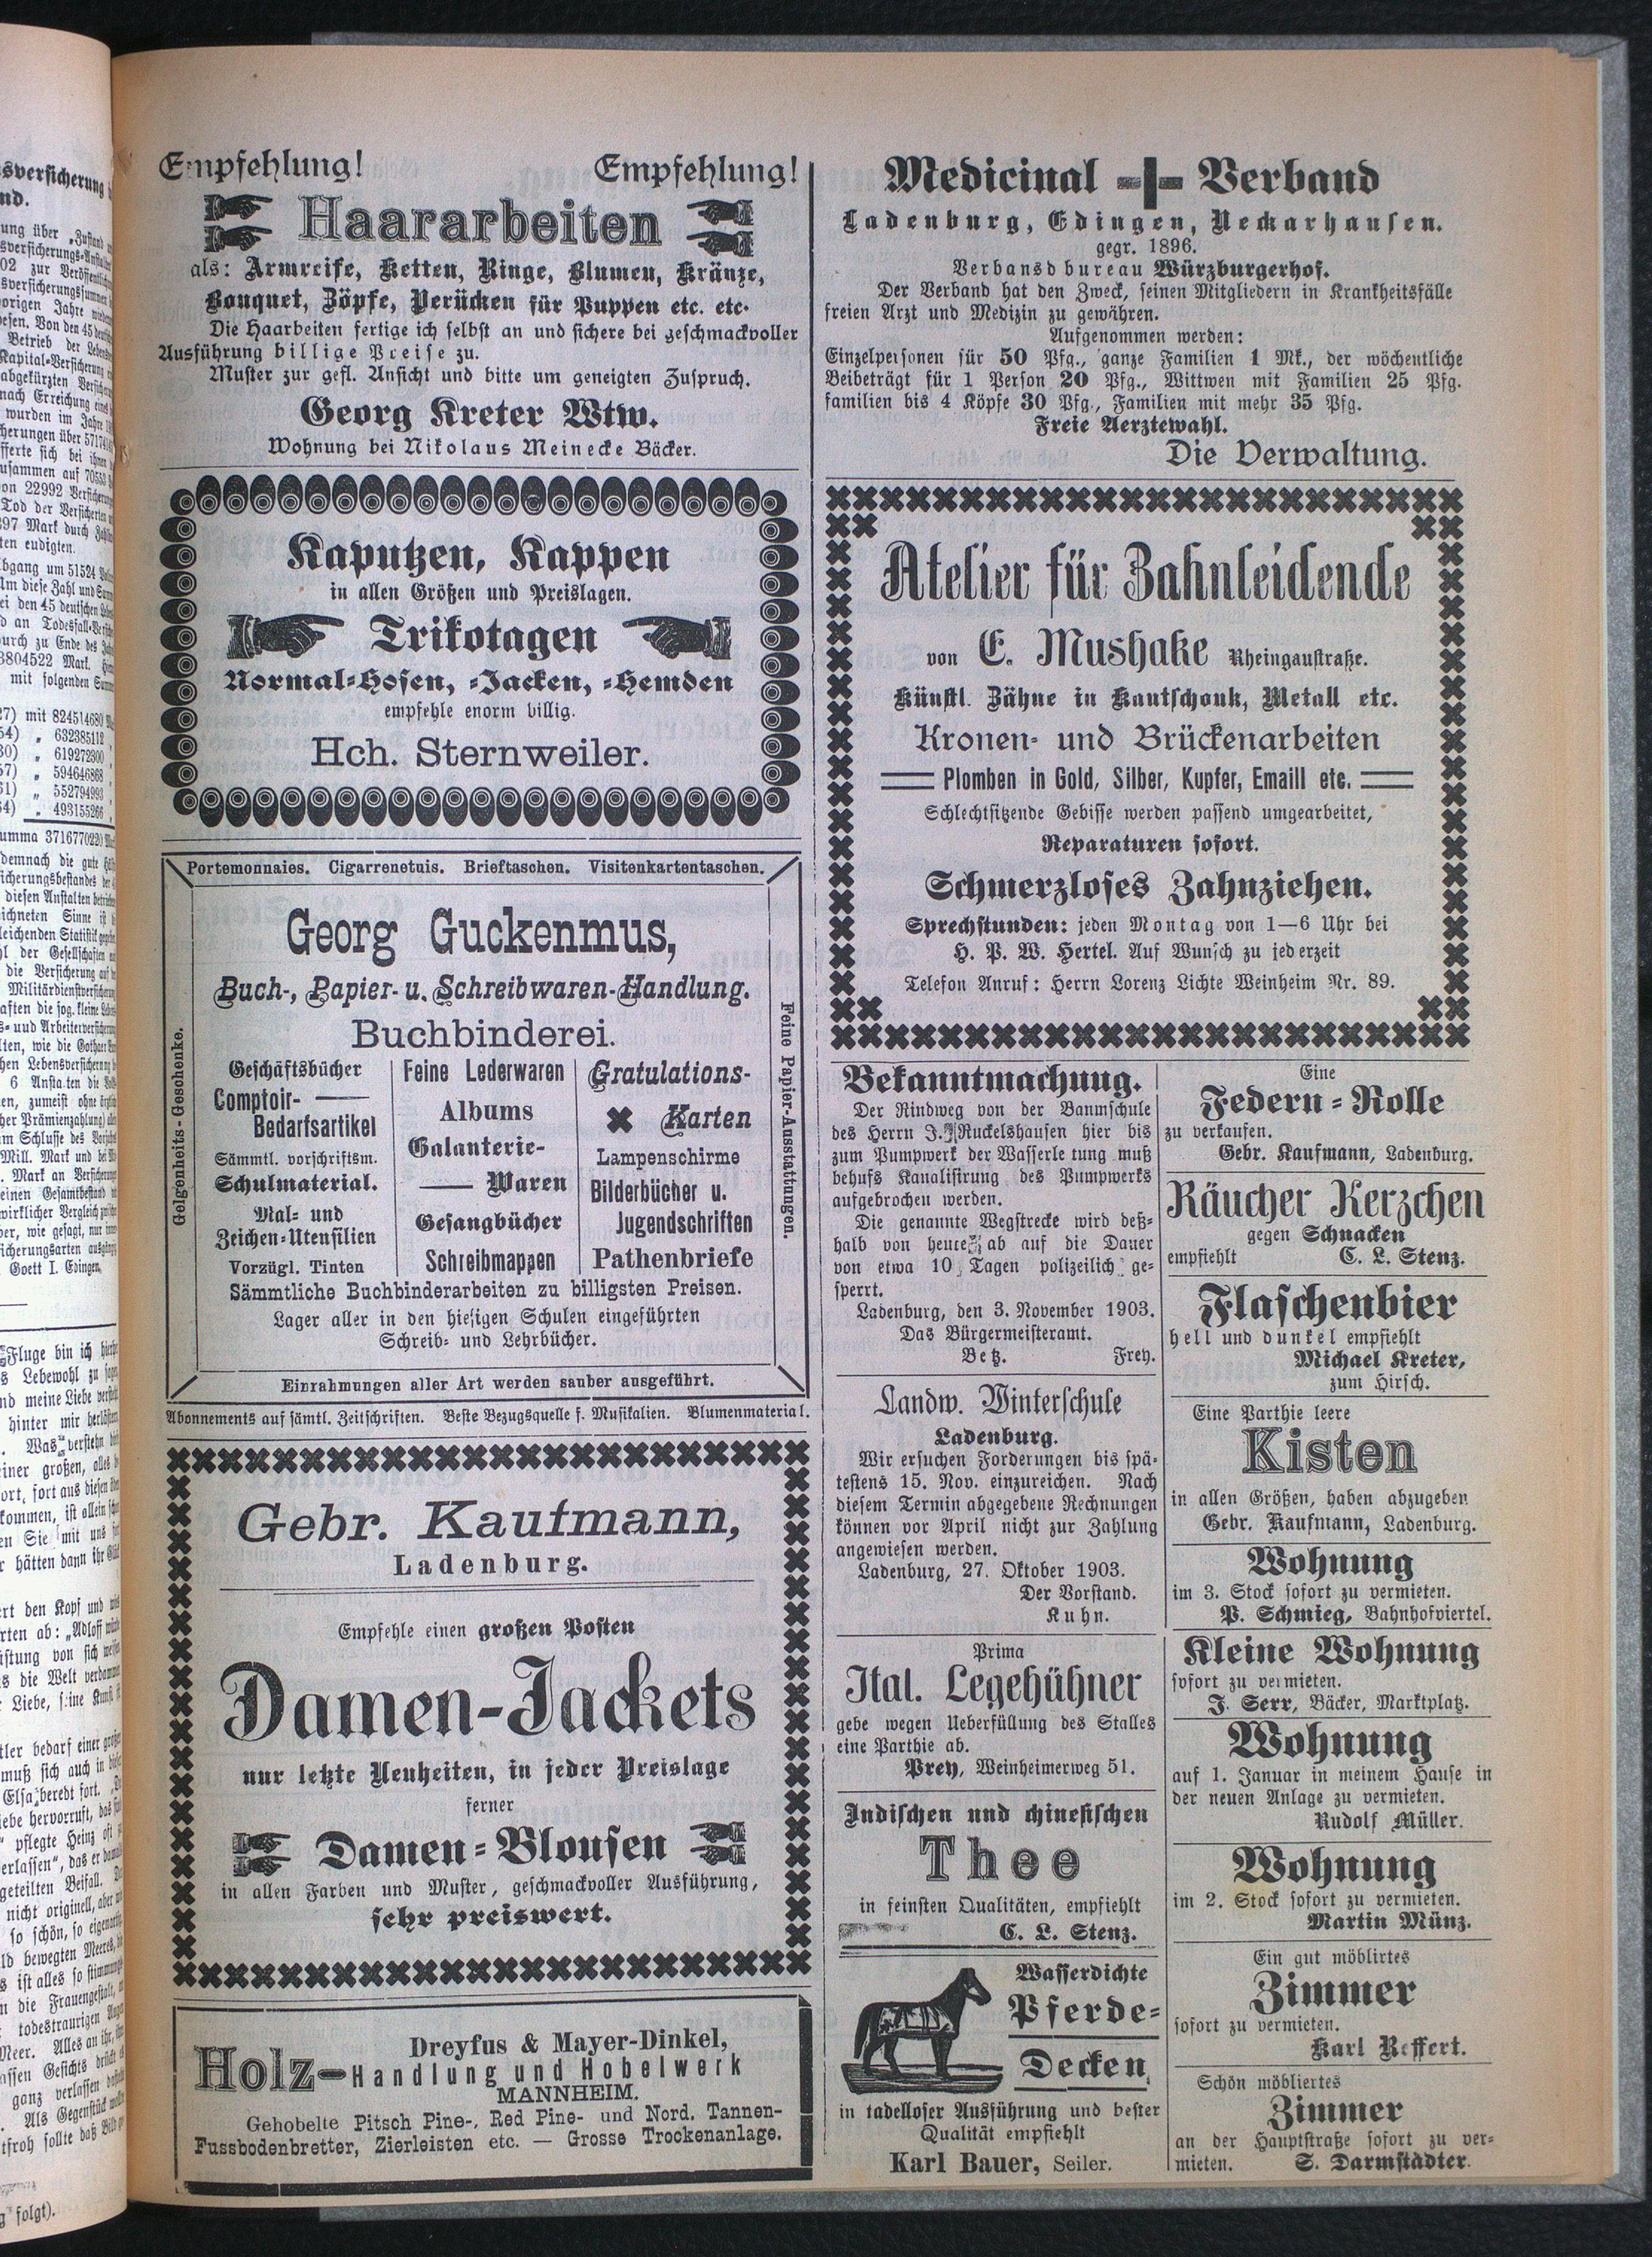 Empfehlung! Empfehlung!
Haararbeiten
als: Armreife, Ketten, Ringe, Blumen, Kränze,
Bouquet, Zöpfe, Perücken für Puppen etc. etc.
Die Haarbeiten fertige ich selbst an und sichere bei geschmackvoller
Ausführung billige Preise zu.
Muster zur gefl. Ansicht und bitte um geneigten Zuspruch.
Georg Kreter Wtw.
Wohnung bei Nikolaus Meinecke Bäcker.
Kaputzen, Kappen
in allen Größen und Preislagen.
Trikotagen
Normal-Hosen, -Jacken, -Hemden
empfehle enorm billig.
Hch. Sternweiler.
Portemonnaies. Cigarrenetuis. Brieftaschen. Visitenkartentaschen.
Gelgenheits-Geschenke.
Georg Guckenmus,
Buch-, Papier- u. Schreibwaren-Handlung.
Buchbinderei.
Geschäftsbücher
Comptoir-
Bedarfsartikel
Sämmtl. vorschriftsm.
Schulmaterial.
Mal- und
Zeichen-Utensilien
Vorzügl. Tinten
Feine Lederwaren
Albums
Galanterie-
Waren
Gesangbücher
Schreibmappen
Gratulations-
Karten
Lampenschirme
Bilderbücher u.
Jugendschriften
Pathenbriefe
Feine Papier-Ausstattungen.
Sämmtliche Buchbinderarbeiten zu billigsten Preisen.
Lager aller in den hiesigen Schulen eingeführten
Schreib- und Lehrbücher.
Einrahmungen aller Art werden sauber ausgeführt.
Abonnements auf sämtl. Zeitschriften. Beste Bezugsquelle f. Musikalien. Blumenmaterial.
Gebr. Kaufmann,
Ladenburg.
Empfehle einen großen Posten
Damen-Jackets
nur letzte Neuheiten, in jeder Preislage
ferner
Damen-Blousen
in allen Farben und Muster, geschmackvoller Ausführung,
sehr preiswert.
Dreyfus & Mayer-Dinkel,
Holz-Handlung und Hobelwerk
MANNHEIM.
Gehobelte Pitsch Pine-, Red Pine- und Nord. Tannen-
Fussbodenbretter, Zierleisten etc. — Grosse Trockenanlage.
Medicinal Verband
Ladenburg, Edingen, Neckarhausen.
gegr. 1896.
Verbansdbureau Würzburgerhof.
Der Verband hat den Zweck, seinen Mitgliedern in Krankheitsfälle
freien Arzt und Medizin zu gewähren.
Aufgenommen werden:
Einzelpersonen für 50 Pfg., ganze Familien 1 Mk., der wöchentliche
Beibeträgt für 1 Person 20 Pfg., Wittwen mit Familien 25 Pfg.
familien bis 4 Köpfe 30 Pfg., Familien mit mehr 35 Pfg.
Freie Aerztewahl.
Die Verwaltung.
Atelier für Zahnleidende
von E. Mushake Rheingaustraße.
Künstl. Zähne in Kautschouk, Metall etc.
Kronen- und Brückenarbeiten
Plomben in Gold, Silber, Kupfer, Emaill etc.
Schlechtsitzende Gebisse werden passend umgearbeitet,
Reparaturen sofort.
Schmerzloses Zahnziehen.
Sprechstunden: jeden Montag von 1—6 Uhr bei
H. P. W. Hertel. Auf Wunsch zu jederzeit
Telefon Anruf: Herrn Lorenz Lichte Weinheim Nr. 89.
Bekanntmachung.
Der Rindweg von der Baumschule
des Herrn J. Ruckelshausen hier bis
zum Pumpwerk der Wasserle tung muß
behufs Kanalisirung des Pumpwerks
aufgebrochen werden.
Die genannte Wegstrecke wird deß-
halb von heute ab auf die Dauer
von etwa 10 Tagen polizeilich ge-
sperrt.
Ladenburg, den 3. November 1903.
Das Bürgermeisteramt.
Betz. Frey.
Landw. Winterschule
Ladenburg.
Wir ersuchen Forderungen bis spä-
testens 15. Nov. einzureichen. Nach
diesem Termin abgegebene Rechnungen
können vor April nicht zur Zahlung
angewiesen werden.
Ladenburg, 27. Oktober 1903.
Der Vorstand.
Kuhn.
Prima
Ital. Legehühner
gebe wegen Ueberfüllung des Stalles
eine Parthie ab.
Prey, Weinheimerweg 51.
Indischen und chinesischen
Thee
in feinsten Qualitäten, empfiehlt
C. L. Stenz.
Wasserdichte
Pferde-
Decken
in tadelloser Ausführung und bester
Qualität empfiehlt
Karl Bauer, Seiler.
Eine
Federn-Rolle
zu verkaufen.
Gebr. Kaufmann, Ladenburg.
Räucher Kerzchen
gegen Schnacken
empfiehlt C. L. Stenz.
Flaschenbier
hell und dunkel empfiehlt
Michael Kreter,
zum Hirsch.
Eine Parthie leere
Kisten
in allen Größen, haben abzugeben
Gebr. Kaufmann, Ladenburg.
Wohnung
im 3. Stock sofort zu vermieten.
P. Schmieg, Bahnhofviertel.
Kleine Wohnung
sofort zu vermieten.
J. Serr, Bäcker, Marktplatz.
Wohnung
auf 1. Januar in meinem Hause in
der neuen Anlage zu vermieten.
Rudolf Müller.
Wohnung
im 2. Stock sofort zu vermieten.
Martin Münz.
Ein gut möblirtes
Zimmer
sofort zu vermieten.
Karl Reffert.
Schön möbliertes
Zimmer
an der Hauptstraße sofort zu ver-
mieten. S. Darmstädter.